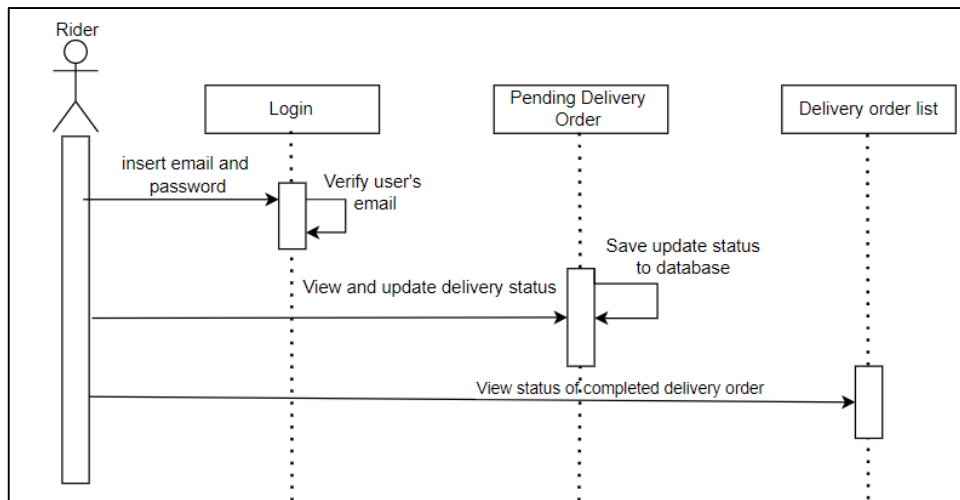 Rider
Login
Pending Delivery
Order
Delivery order list
insert email and
password
Verify user's
email
Save update status
to database
View and update delivery status
View status of completed delivery order